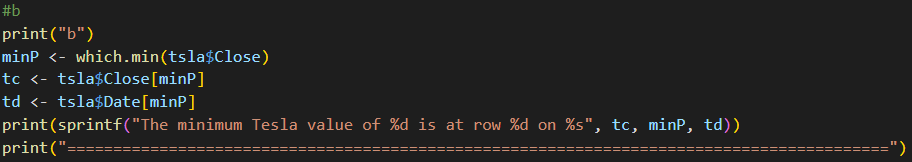 #b
print("b")
minP <- which.min(tsla$Close)
tc <- tsla$Close[minP]
td <- tsla$Date[minP]
print(sprintf("The minimum Tesla value of %d is at row %d on %s", tc, minP, td))
print("==========================================================================================")